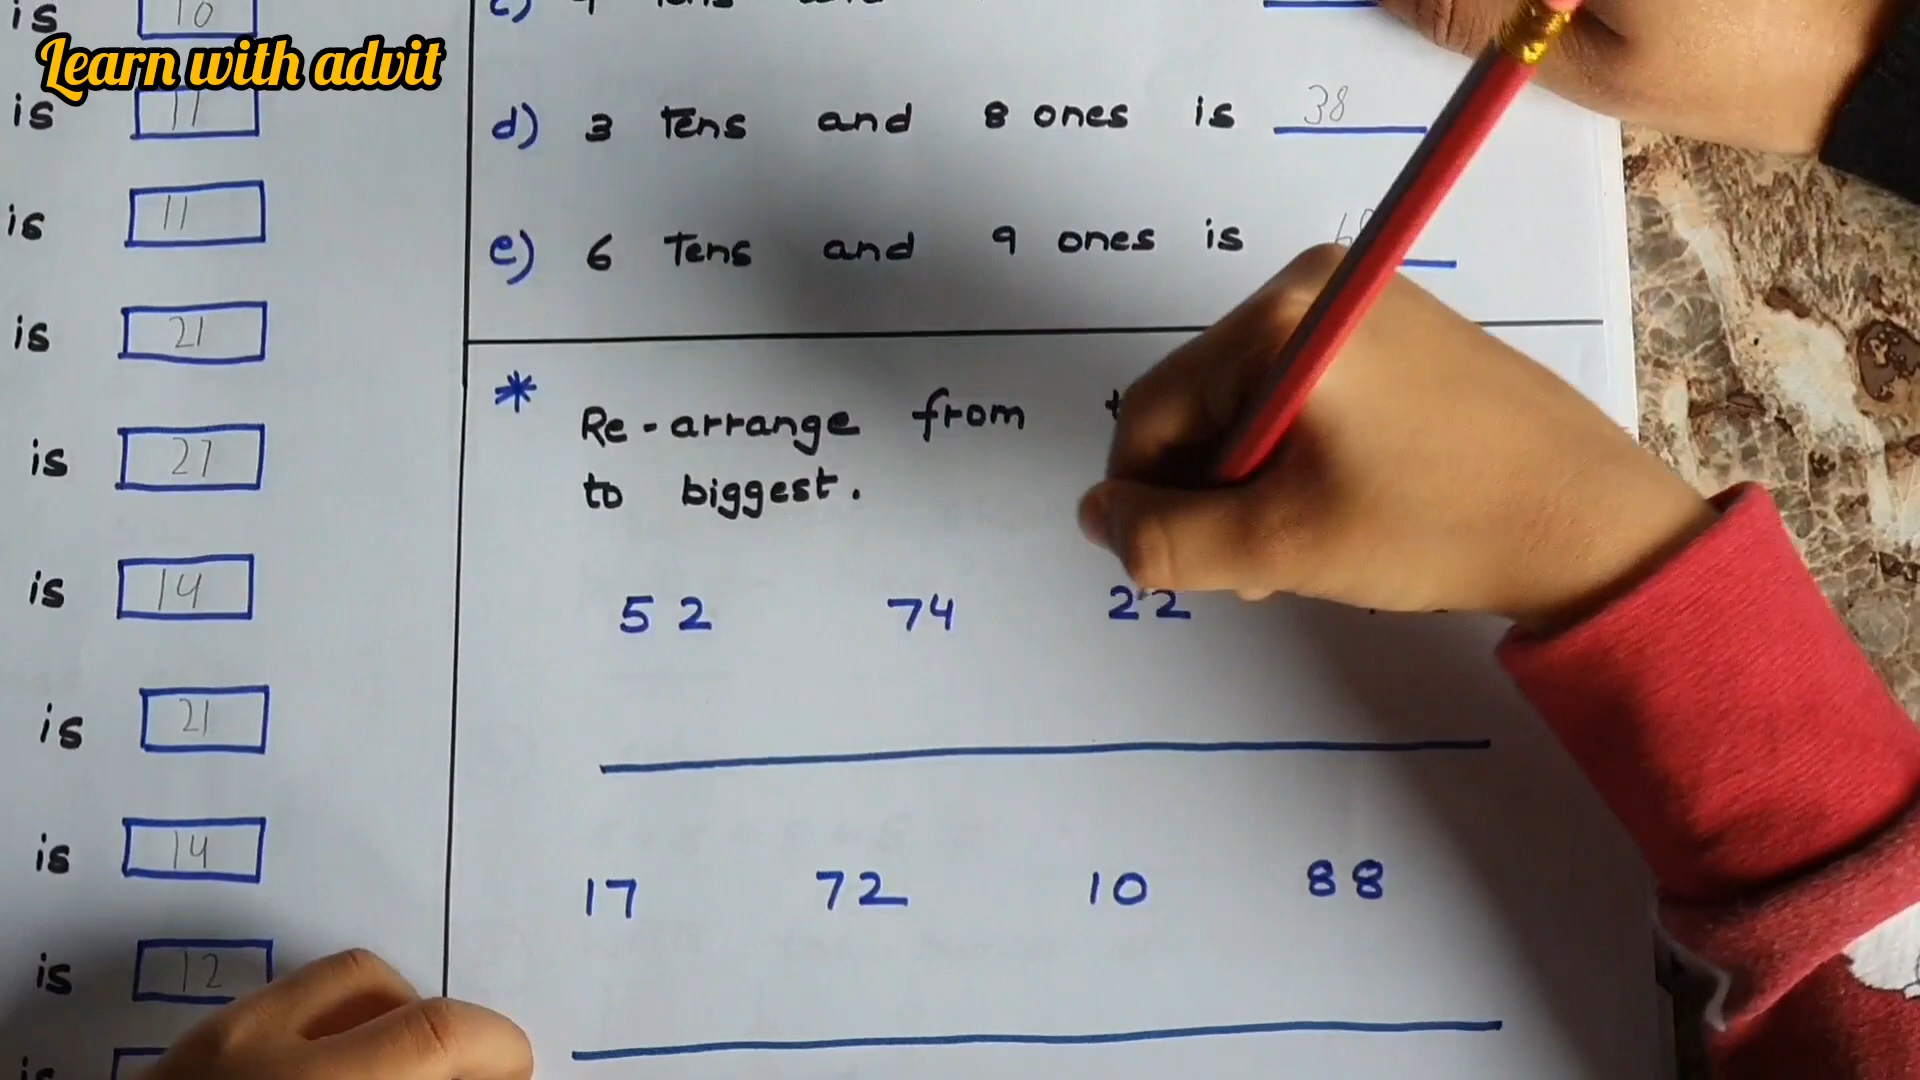 is 10
Learn with advit
is 11
is 11
is 21
is 27
is 14
is 21
is 14
is 12
is
c)
d) 3 Tens and 8 ones is 38
e) 6 Tens and 9 ones is
* Re-arrange from
to biggest.
52 74 22
17 72 10 88